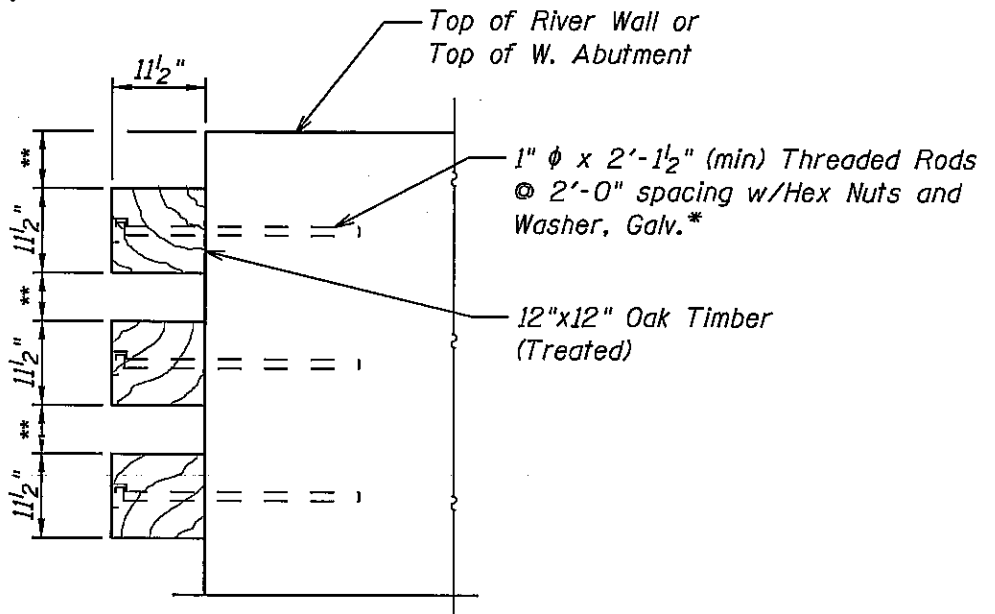 Top of River Wall or
Top of W. Abutment
11½"
**
1" ϕ x 2'-1½" (min) Threaded Rods
@ 2'-0" spacing w/Hex Nuts and
Washer, Galv.*
11½"
**
12"x12" Oak Timber
(Treated)
11½"
**
11½"